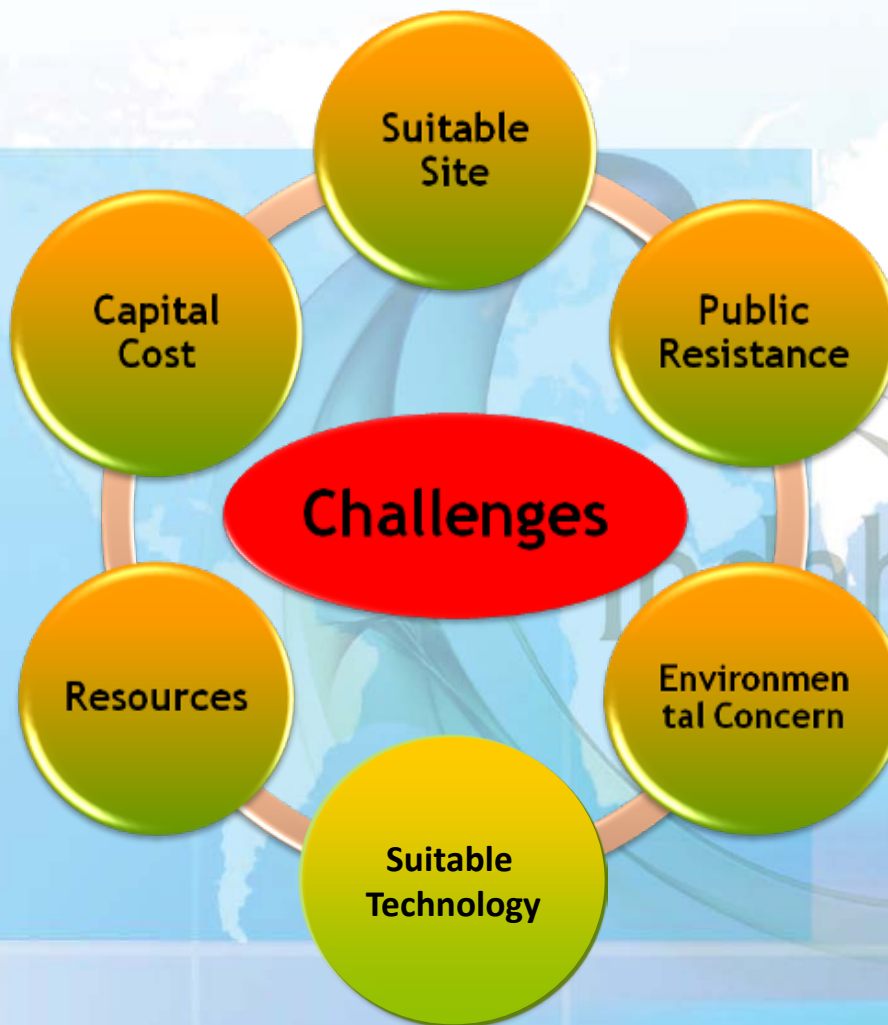 Suitable
Site
Public
Resistance
Environmen
tal Concern
Suitable
Technology
Resources
Capital
Cost
Challenges